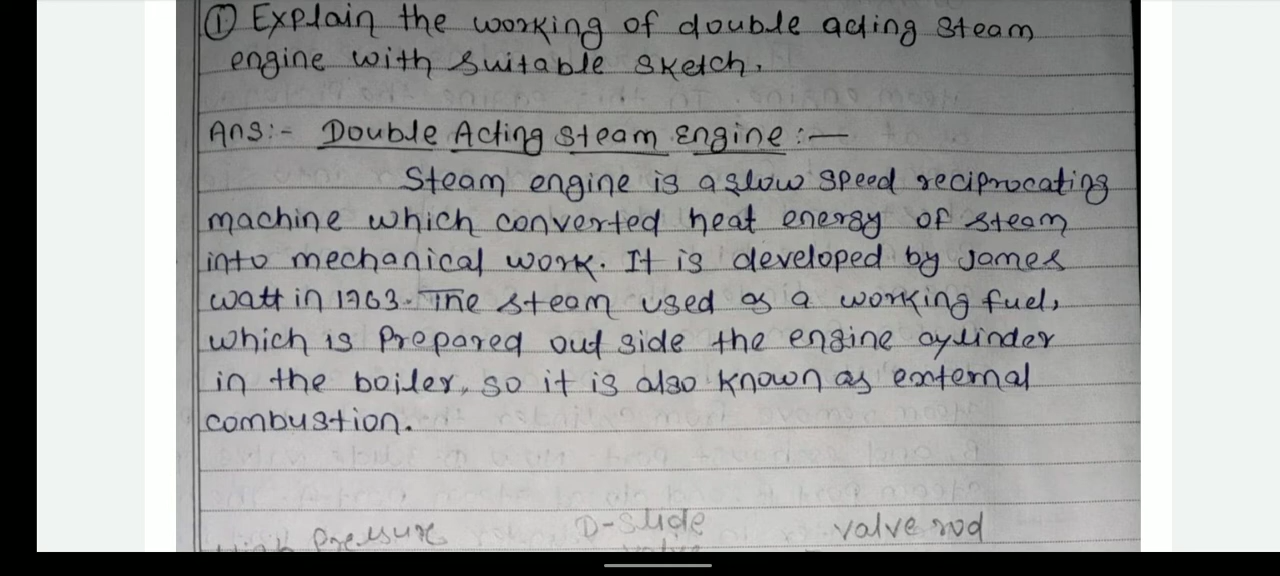 ① Explain the working of double acting steam
engine with suitable sketch.
Ans:- Double Acting steam engine :—
Steam engine is a slow speed reciprocating
machine which converted heat energy of steam
into mechanical work. It is developed by James
watt in 1763. The steam used as a working fuel,
which is Prepared out side the engine cylinder
in the boiler, so it is also known as external
combustion.
High Pressure D-slide valve rod
valve